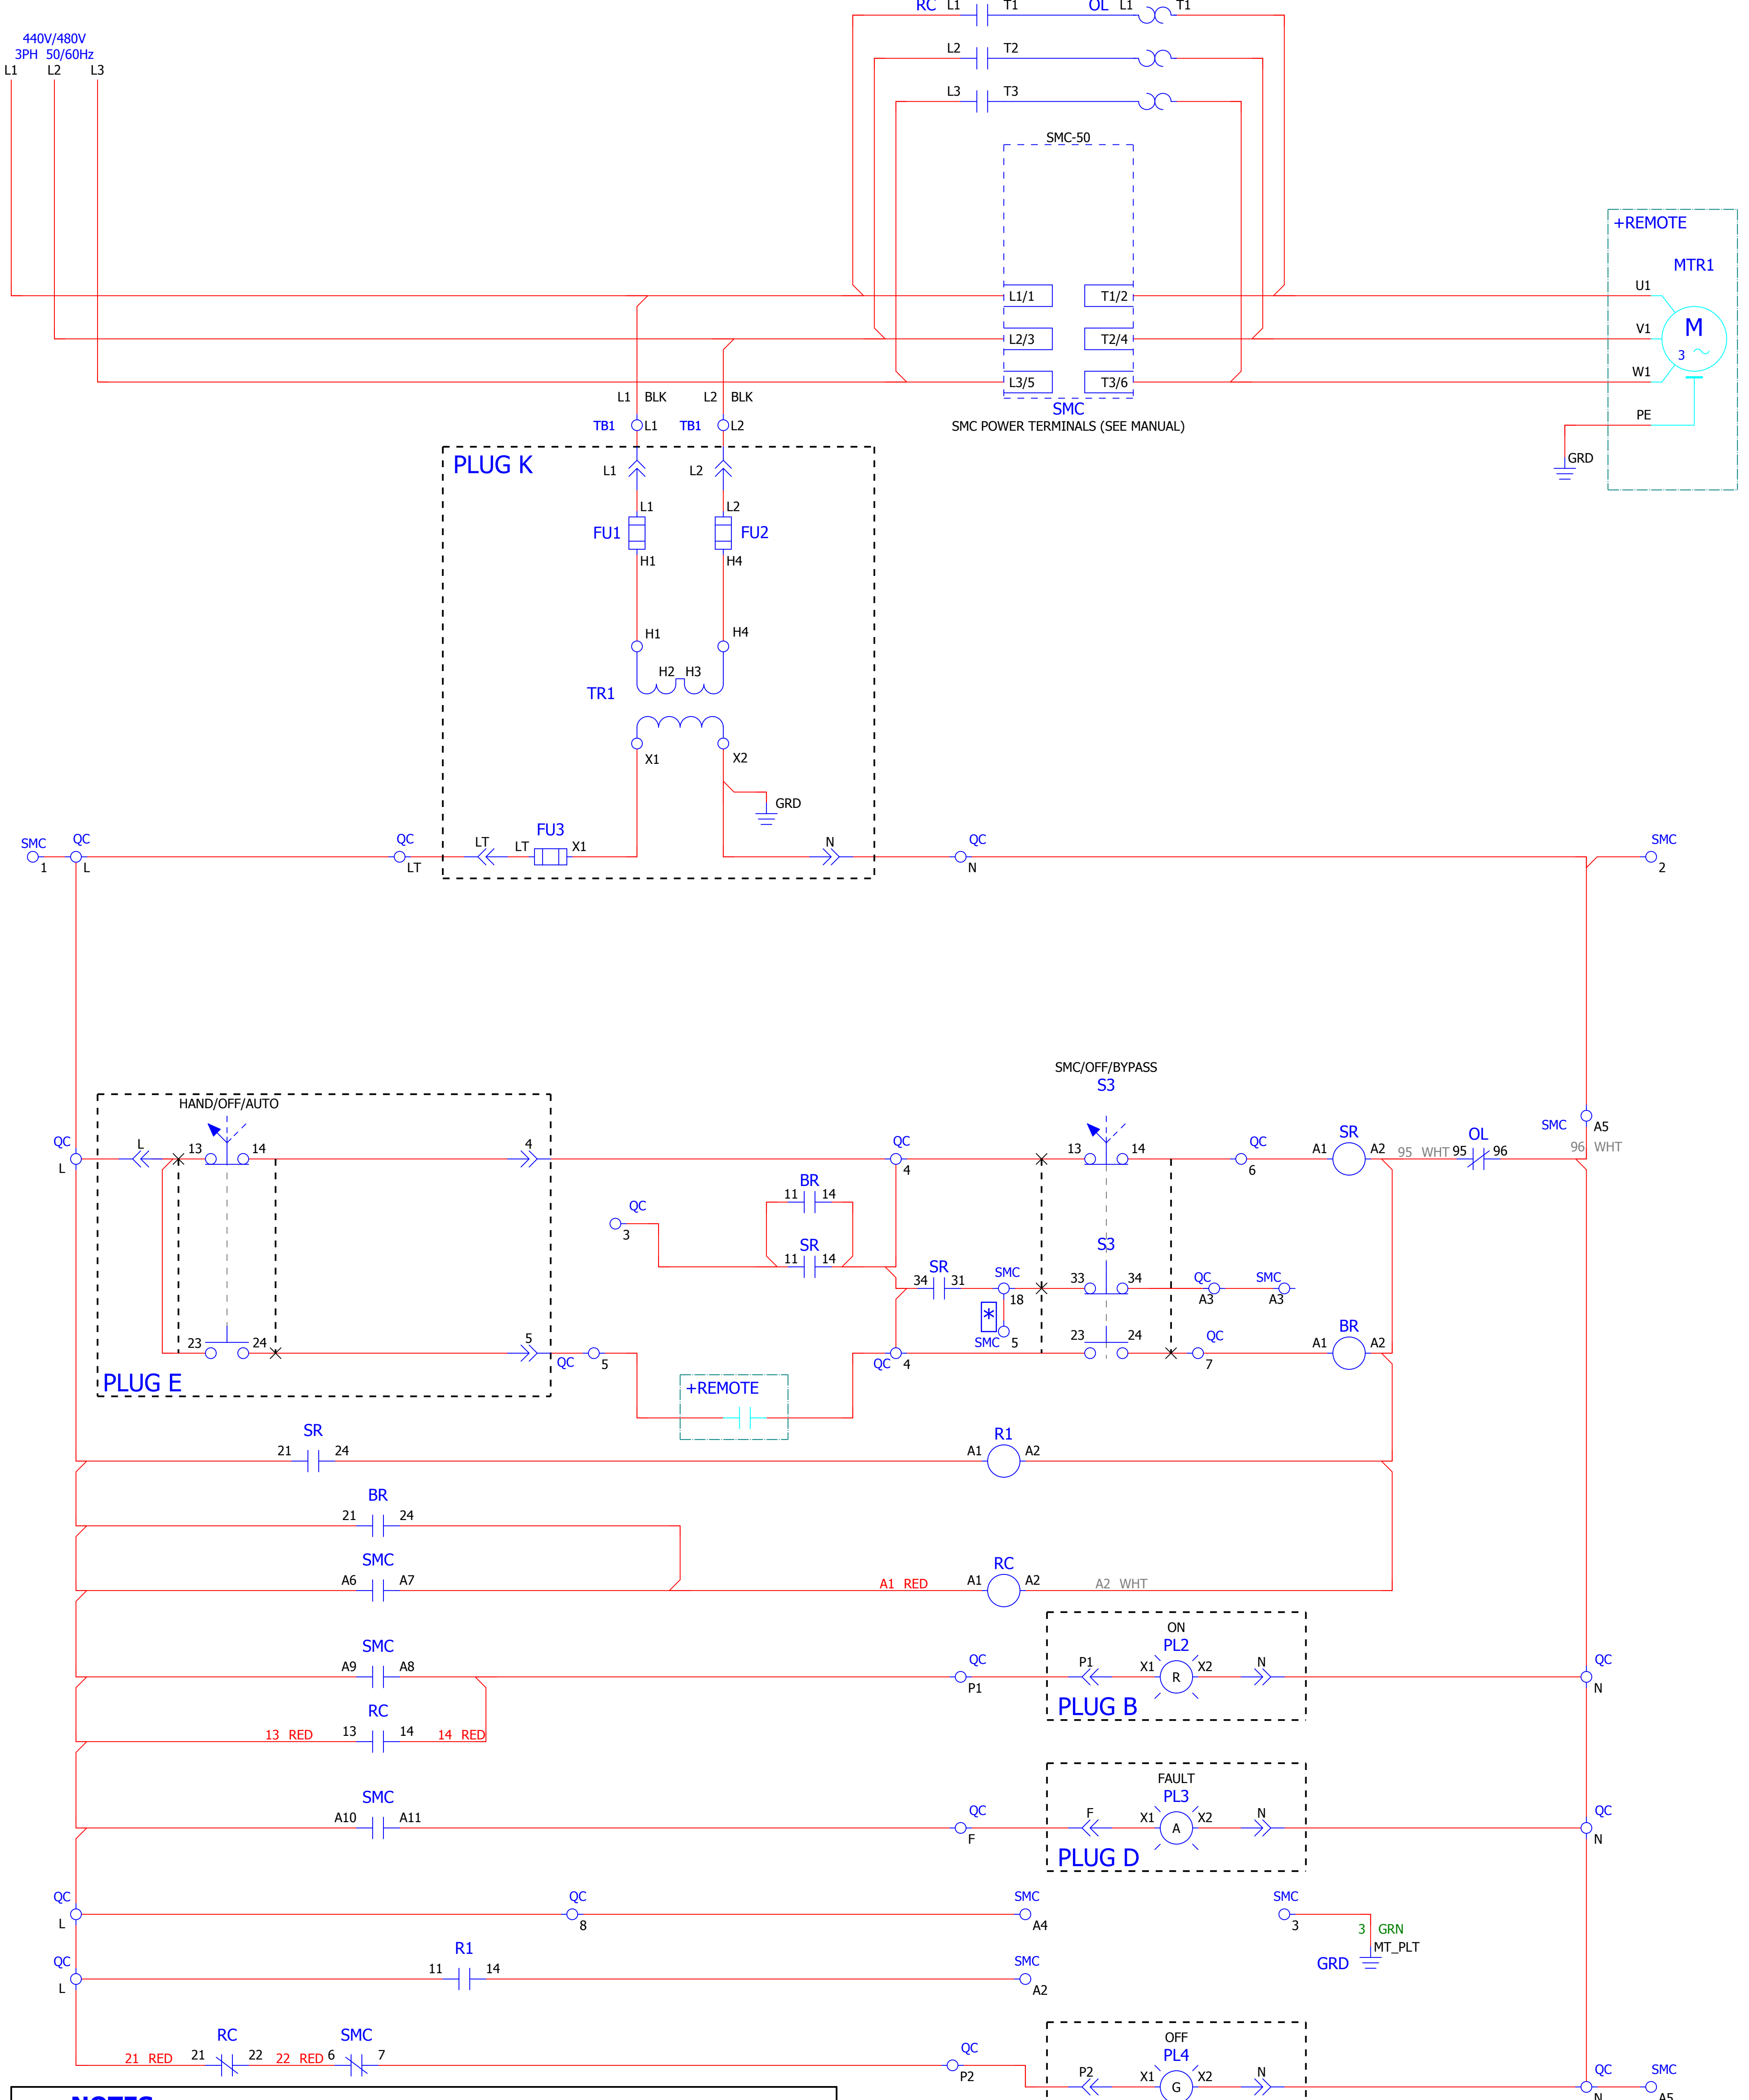 RC L1 T1 OL L1 T1
440V/480V
3PH 50/60Hz
L1 L2 L3
L2 T2
L3 T3
SMC-50
+REMOTE
MTR1
L1/1 T1/2 U1
L2/3 T2/4 V1 M
3
L3/5 T3/6 W1
L1 BLK L2 BLK
SMC
SMC POWER TERMINALS (SEE MANUAL)
PE
TB1 L1 TB1 L2
GRD
PLUG K
L1 L2
L1 L2
FU1 FU2
H1 H4
H1 H4
H2 H3
TR1
X1 X2
GRD
SMC QC QC FU3 QC SMC
LT LT X1 N
1 L LT N 2
SMC/OFF/BYPASS
S3
HAND/OFF/AUTO
SMC A5
QC L 13 14 4 QC 13 14 QC SR OL
A1 A2 95 WHT 95 96 96 WHT
L 4 6
BR
11 14
QC
3
SR
11 14
S3
SR
34 31 SMC 33 34 QC SMC
18 A3 A3
*
SMC 5
23 24 5 QC 5 QC 4 23 24 QC 7 BR
A1 A2
PLUG E
+REMOTE
SR R1
21 24 A1 A2
BR
21 24
SMC RC
A6 A7 A1 RED A1 A2 A2 WHT
ON
SMC PL2
A9 A8 QC P1 X1 R X2 N QC
P1 N
PLUG B
RC
13 RED 13 14 14 RED
FAULT
SMC PL3
A10 A11 QC F X1 A X2 N QC
F N
PLUG D
QC QC SMC SMC
L 8 A4 3
3 GRN
MT_PLT
GRD
QC R1 SMC
11 14
L A2
RC SMC OFF
PL4
21 RED 21 22 22 RED 6 7 QC
P2
P2 X1 G X2 N QC SMC
N A5
NOTES